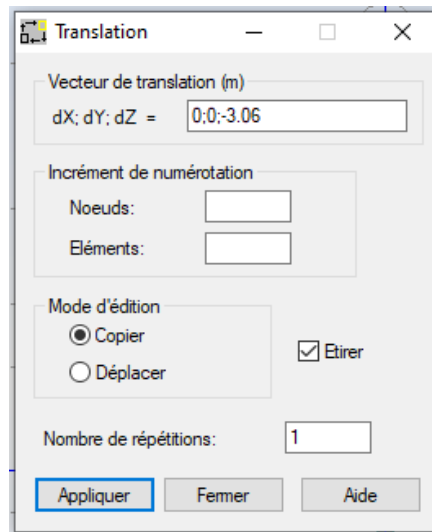 Translation
Vecteur de translation (m)
dX; dY; dZ = 0;0;-3.06
Incrément de numérotation
Noeuds:
Eléments:
Mode d'édition
Copier
Etirer
Déplacer
Nombre de répétitions: 1
Appliquer Fermer Aide